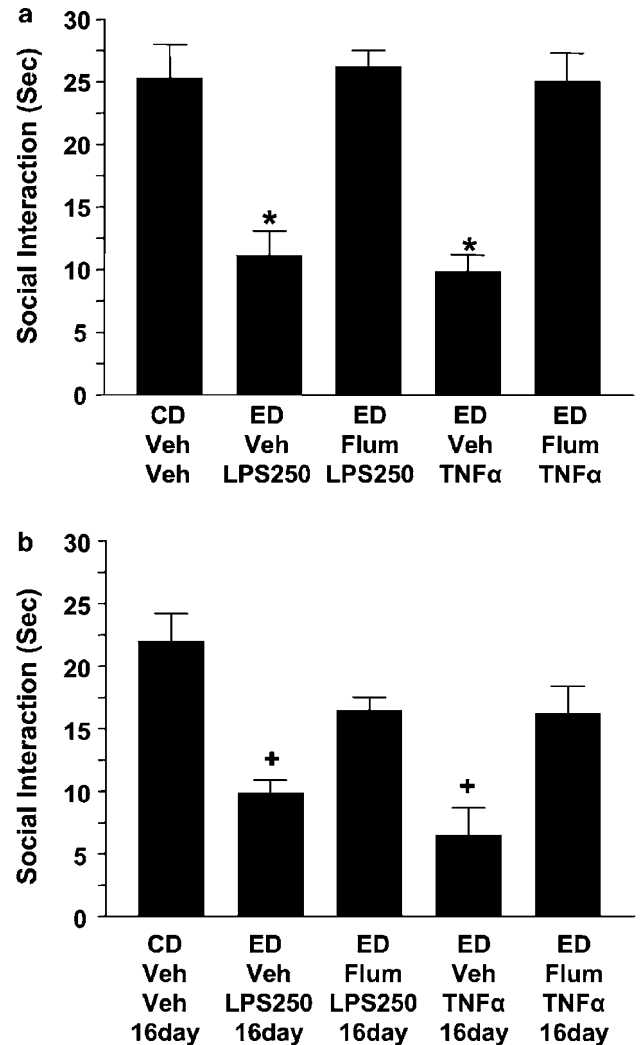 a
Social Interaction (Sec)
30
25
20
15
10
5
0
* *
CD ED ED ED ED
Veh Veh Flum Veh Flum
Veh LPS250 LPS250 TNFα TNFα
b
Social Interaction (Sec)
30
25
20
15
10
5
0
+ +
CD ED ED ED ED
Veh Veh Flum Veh Flum
Veh LPS250 LPS250 TNFα TNFα
16day 16day 16day 16day 16day